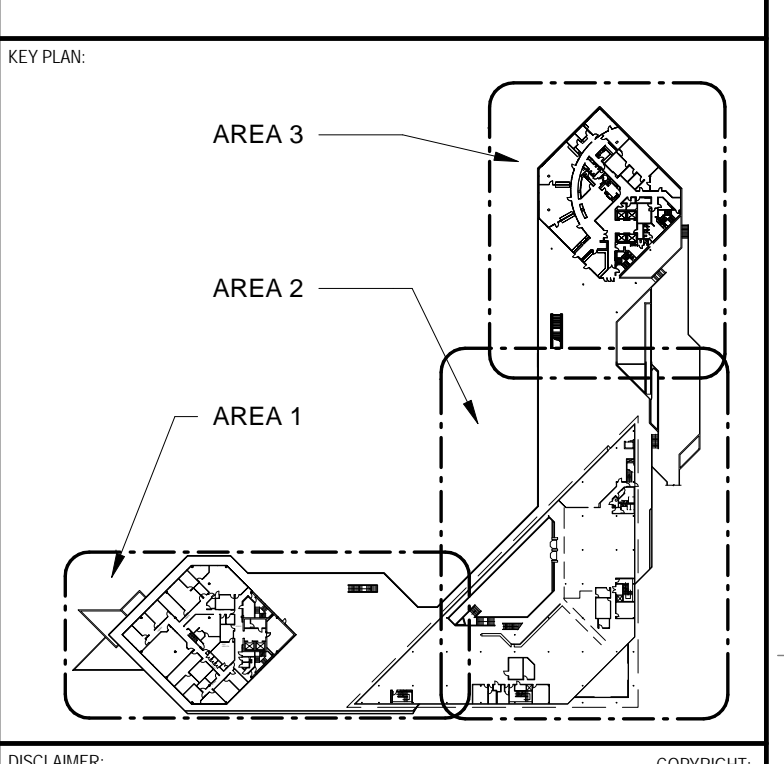 KEY PLAN:
AREA 3
AREA 2
AREA 1
DISCLAIMER:
COPYRIGHT: